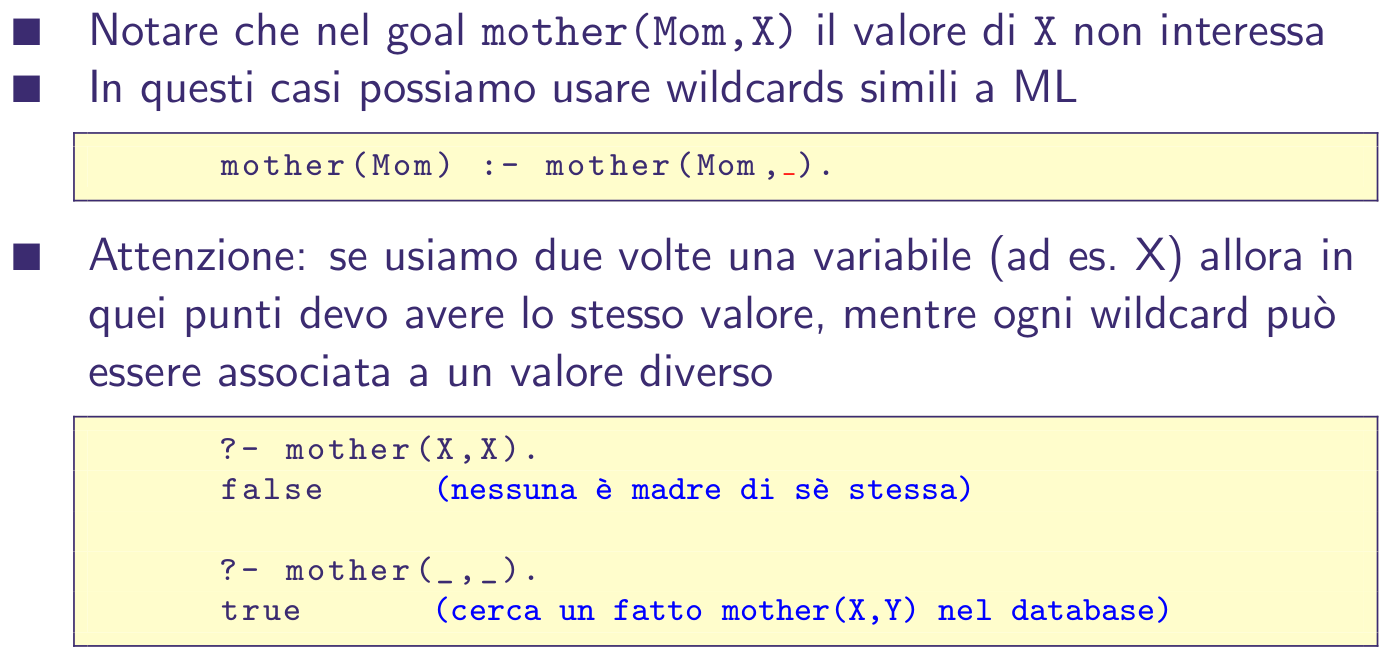 Notare che nel goal mother(Mom,X) il valore di X non interessa
In questi casi possiamo usare wildcards simili a ML
mother(Mom) :- mother(Mom,_).
Attenzione: se usiamo due volte una variabile (ad es. X) allora in
quei punti devo avere lo stesso valore, mentre ogni wildcard può
essere associata a un valore diverso
?- mother(X,X).
false (nessuna è madre di sè stessa)
?- mother(_,_).
true (cerca un fatto mother(X,Y) nel database)